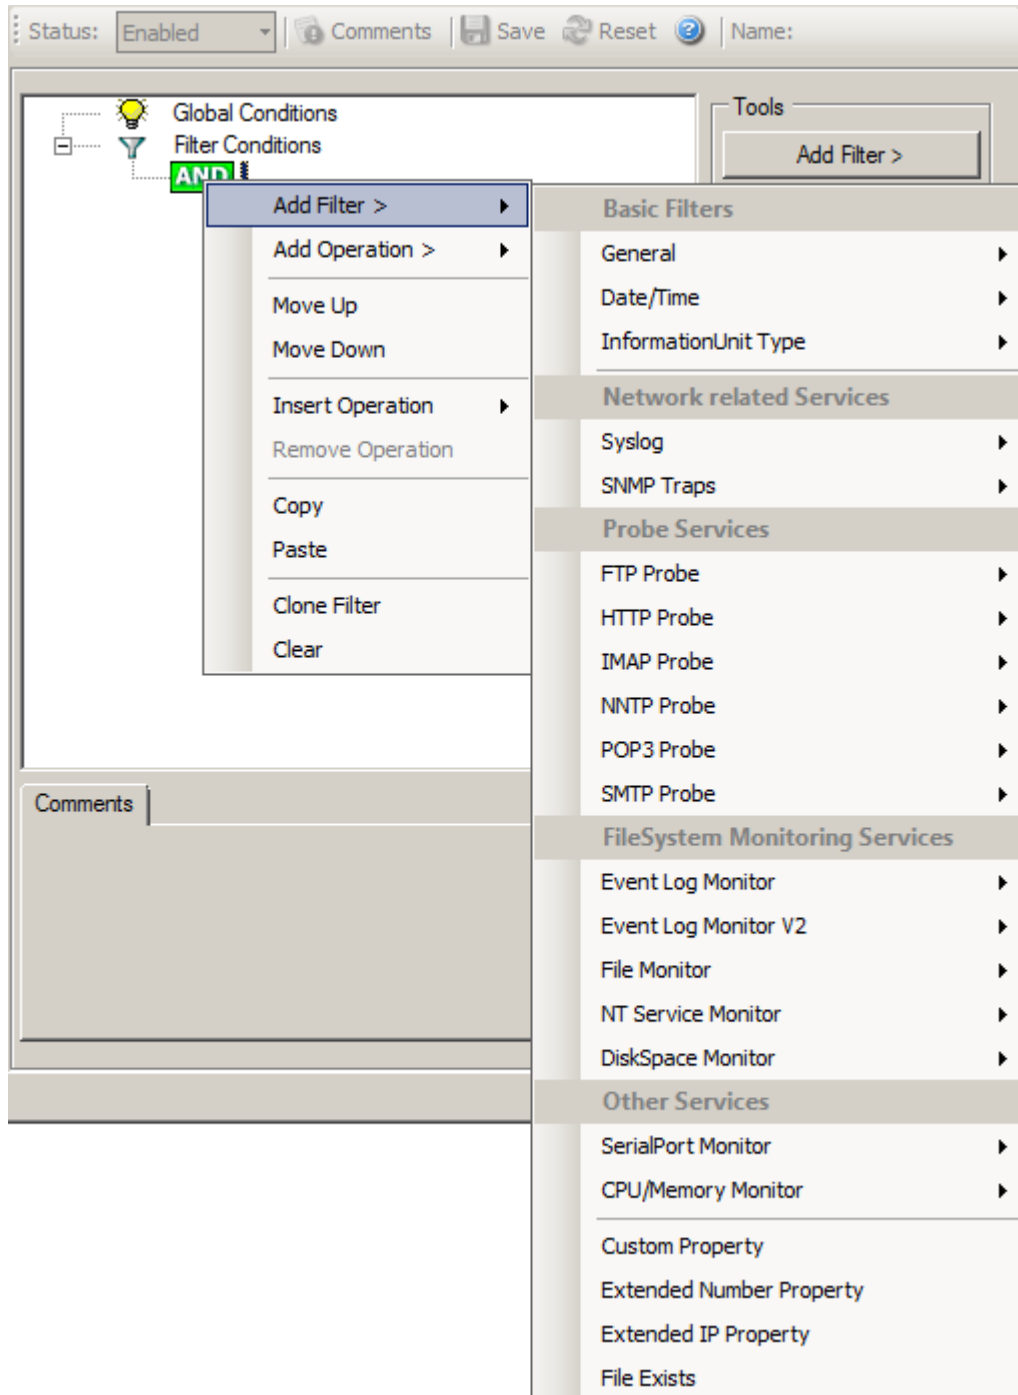 Status: Enabled Comments Save Reset Name:
Global Conditions
Filter Conditions
AND
Tools
Add Filter >
Add Filter >
Add Operation >
Move Up
Move Down
Insert Operation
Remove Operation
Copy
Paste
Clone Filter
Clear
Basic Filters
General
Date/Time
InformationUnit Type
Network related Services
Syslog
SNMP Traps
Probe Services
FTP Probe
HTTP Probe
IMAP Probe
NNTP Probe
POP3 Probe
SMTP Probe
FileSystem Monitoring Services
Event Log Monitor
Event Log Monitor V2
File Monitor
NT Service Monitor
DiskSpace Monitor
Other Services
SerialPort Monitor
CPU/Memory Monitor
Custom Property
Extended Number Property
Extended IP Property
File Exists
Comments